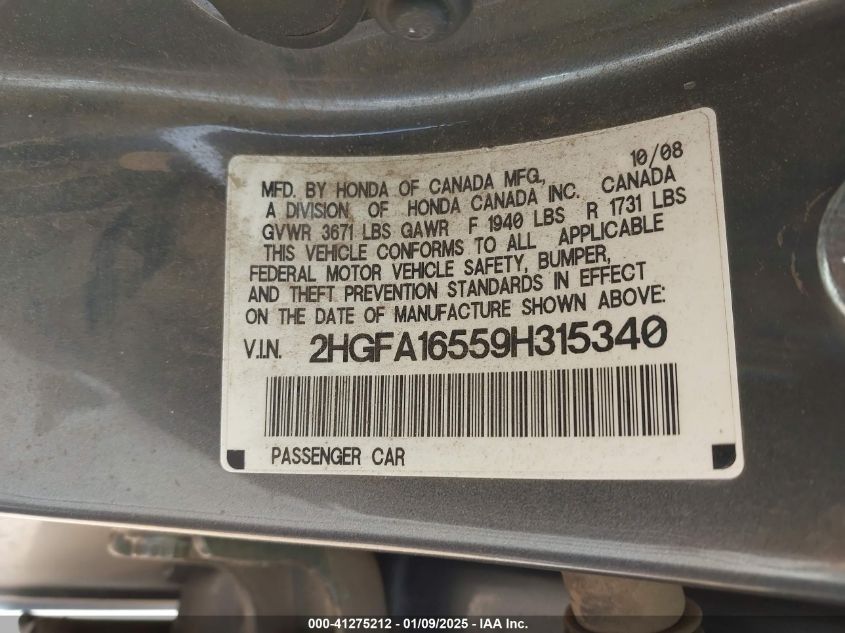 10/08
MFD. BY HONDA OF CANADA MFG.,
A DIVISION OF HONDA CANADA INC. CANADA
GVWR 3671 LBS GAWR F 1940 LBS R 1731 LBS
THIS VEHICLE CONFORMS TO ALL APPLICABLE
FEDERAL MOTOR VEHICLE SAFETY, BUMPER,
AND THEFT PREVENTION STANDARDS IN EFFECT
ON THE DATE OF MANUFACTURE SHOWN ABOVE:
V.I.N. 2HGFA16559H315340
PASSENGER CAR
000-41275212 - 01/09/2025 - IAA Inc.